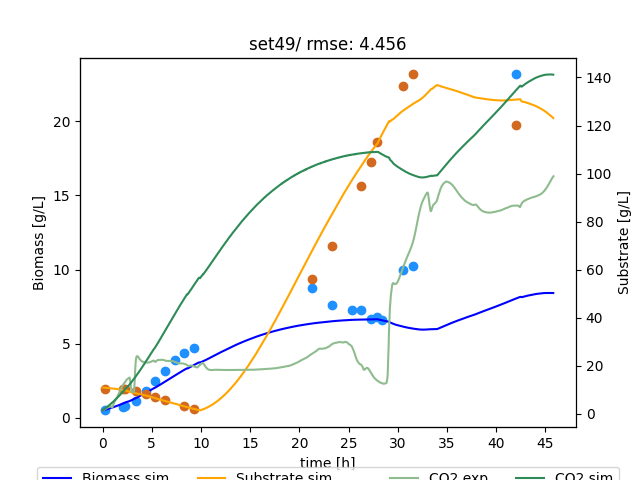 set49/ rmse: 4.456
Biomass [g/L]
0
5
10
15
20
0
20
40
60
80
100
120
140
Substrate [g/L]
0
5
10
15
20
25
30
35
40
45
time [h]
Biomass sim
Substrate sim
CO2 exp
CO2 sim